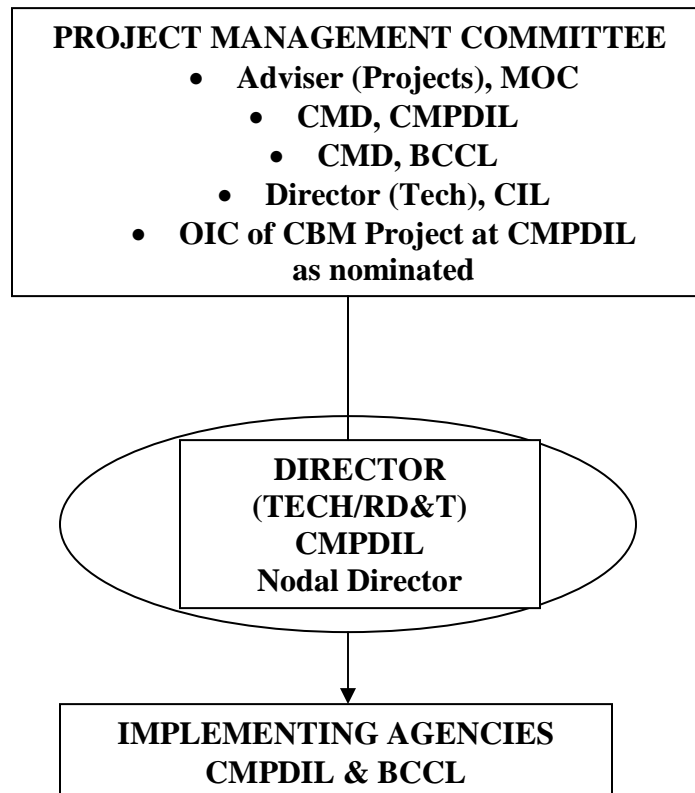 PROJECT MANAGEMENT COMMITTEE
• Adviser (Projects), MOC
• CMD, CMPDIL
• CMD, BCCL
• Director (Tech), CIL
• OIC of CBM Project at CMPDIL
as nominated
DIRECTOR
(TECH/RD&T)
CMPDIL
Nodal Director
IMPLEMENTING AGENCIES
CMPDIL & BCCL